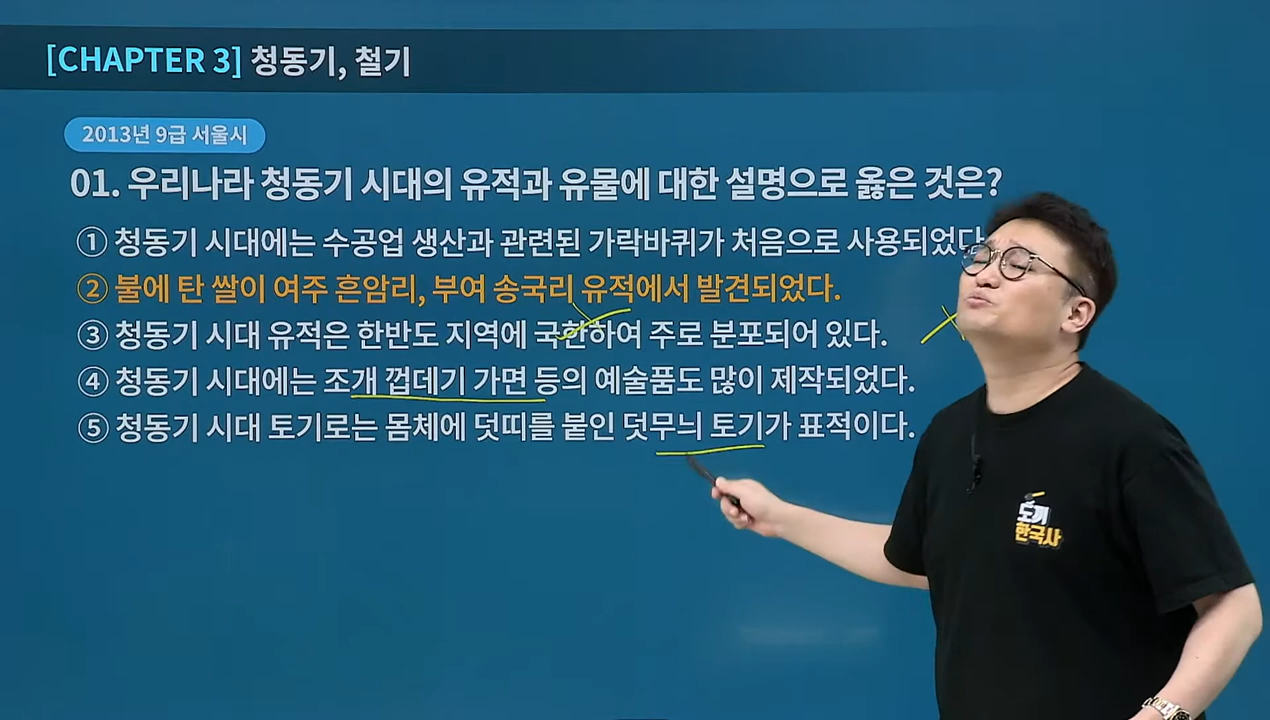 [CHAPTER 3] 청동기, 철기
2013년 9급 서울시
01. 우리나라 청동기 시대의 유적과 유물에 대한 설명으로 옳은 것은?
① 청동기 시대에는 수공업 생산과 관련된 가락바퀴가 처음으로 사용되었다
② 불에 탄 쌀이 여주 흔암리, 부여 송국리 유적에서 발견되었다.
③ 청동기 시대 유적은 한반도 지역에 국한하여 주로 분포되어 있다.
④ 청동기 시대에는 조개 껍데기 가면 등의 예술품도 많이 제작되었다.
⑤ 청동기 시대 토기로는 몸체에 덧띠를 붙인 덧무늬 토기가 표적이다.
도끼
한국사